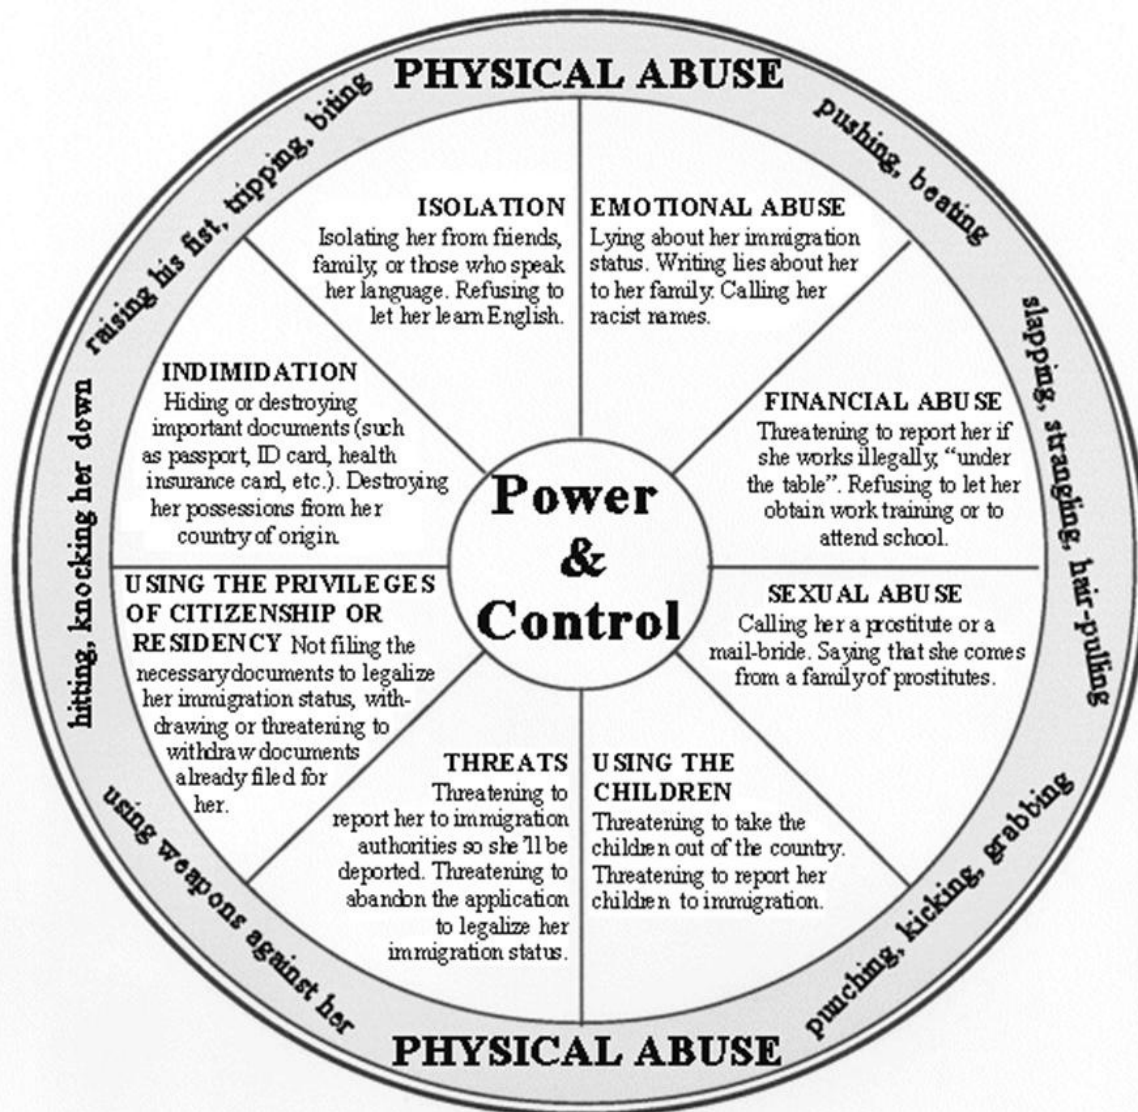 PHYSICAL ABUSE
pushing, beating
slapping, strangling, hair-pulling
punching, kicking, grabbing
PHYSICAL ABUSE
using weapons against her
hitting, knocking her down
raising his fist, tripping, biting
ISOLATION
Isolating her from friends,
family, or those who speak
her language. Refusing to
let her learn English.
EMOTIONAL ABUSE
Lying about her immigration
status. Writing lies about her
to her family. Calling her
racist names.
INDIMIDATION
Hiding or destroying
important documents (such
as passport, ID card, health
insurance card, etc.). Destroying
her possessions from her
country of origin.
FINANCIAL ABUSE
Threatening to report her if
she works illegally, “under
the table”. Refusing to let her
obtain work training or to
attend school.
Power
&
Control
USING THE PRIVILEGES
OF CITIZENSHIP OR
RESIDENCY Not filing the
necessary documents to legalize
her immigration status, with-
drawing or threatening to
withdraw documents
already filed for
her.
SEXUAL ABUSE
Calling her a prostitute or a
mail-bride. Saying that she comes
from a family of prostitutes.
THREATS
Threatening to
report her to immigration
authorities so she'll be
deported. Threatening to
abandon the application
to legalize her
immigration status.
USING THE
CHILDREN
Threatening to take the
children out of the country.
Threatening to report her
children to immigration.